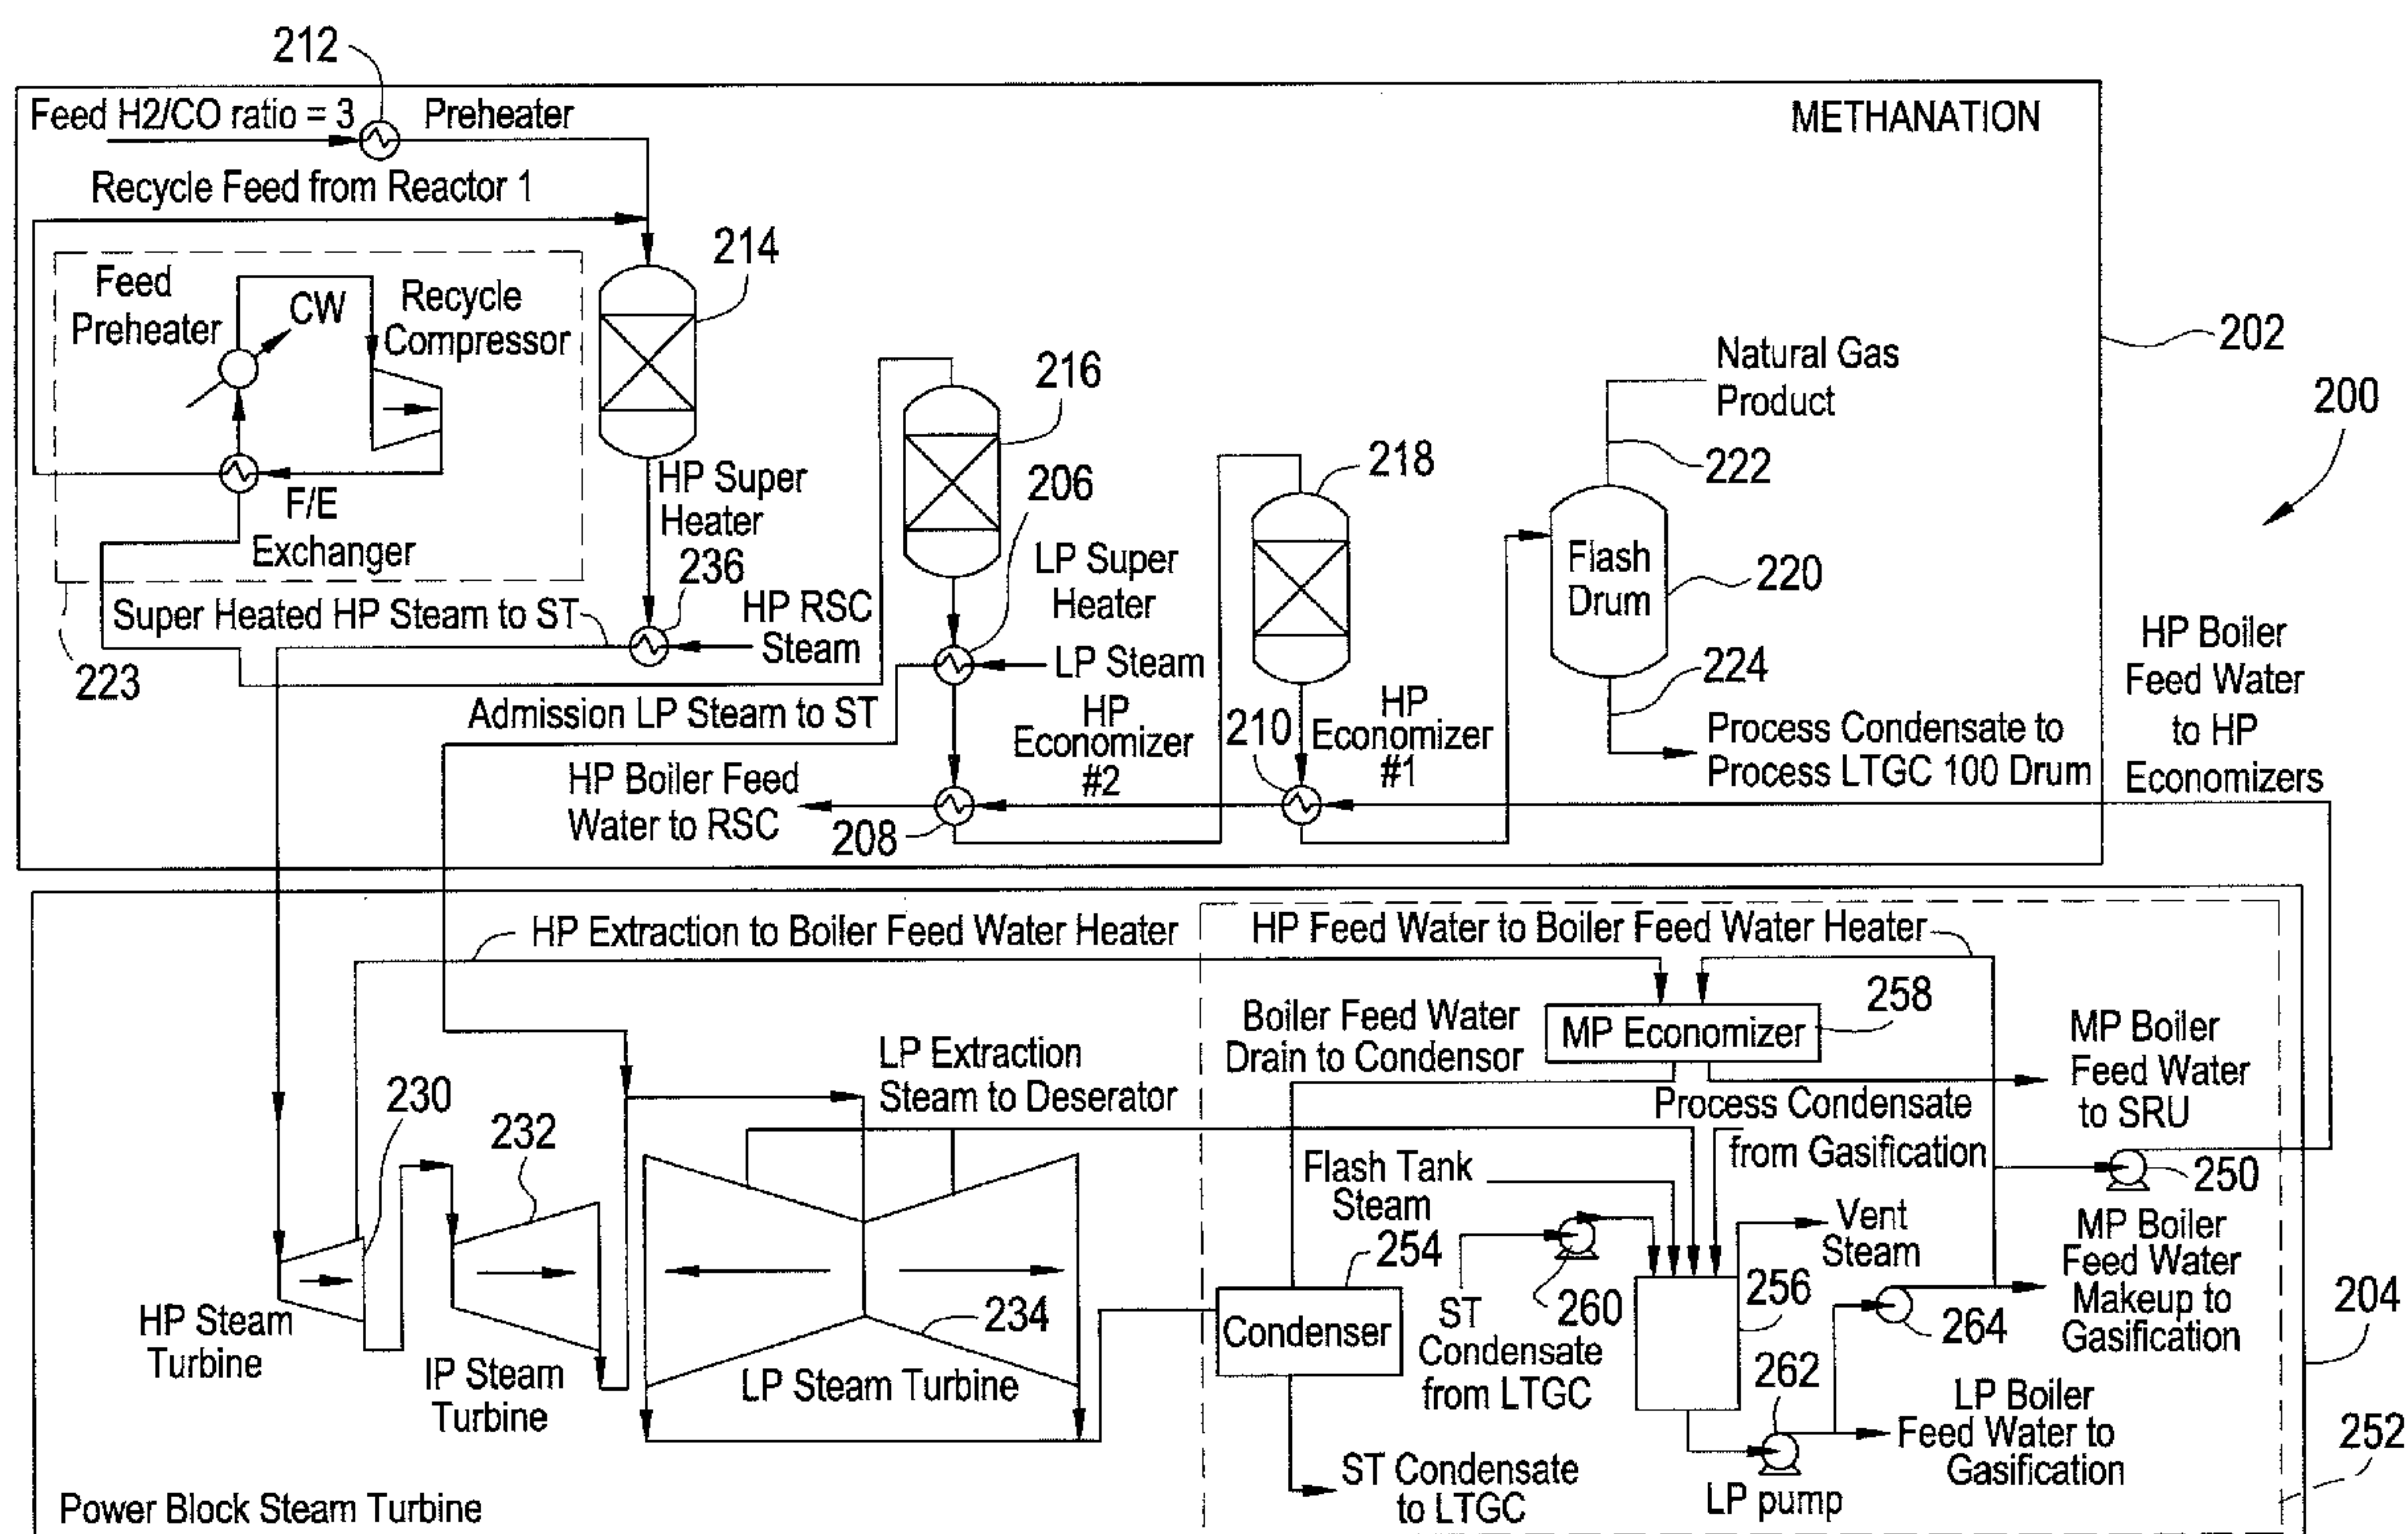 212
Feed H2/CO ratio = 3
Preheater
METHANATION
Recycle Feed from Reactor 1
214
Feed
Preheater
CW
Recycle
Compressor
202
216
Natural Gas
Product
200
218
222
HP Super
Heater
206
F/E
Exchanger
236
LP Super
Heater
Flash
Drum
220
Super Heated HP Steam to ST
HP RSC
Steam
LP Steam
HP Boiler
Feed Water
to HP
Economizers
223
224
Admission LP Steam to ST
HP
Economizer
#2
210
HP
Economizer
#1
Process Condensate to
Process LTGC 100 Drum
HP Boiler Feed
Water to RSC
208
HP Extraction to Boiler Feed Water Heater
HP Feed Water to Boiler Feed Water Heater
258
Boiler Feed Water
Drain to Condensor
MP Economizer
MP Boiler
Feed Water
to SRU
LP Extraction
Steam to Deserator
230
232
Process Condensate
from Gasification
Flash Tank
Steam
250
Vent
Steam
254
256
MP Boiler
Feed Water
Makeup to
Gasification
204
HP Steam
Turbine
234
Condenser
ST
Condensate
from LTGC
260
264
IP Steam
Turbine
LP Steam Turbine
262
LP Boiler
Feed Water to
Gasification
252
ST Condensate
to LTGC
LP pump
Power Block Steam Turbine